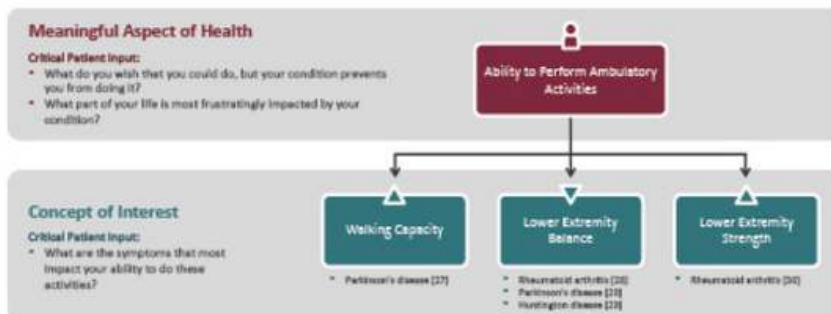 Meaningful Aspect of Health
Critical Patient Input:
• What do you wish that you could do, but your condition prevents
you from doing it?
• What part of your life is most frustratingly impacted by your
condition?
Ability to Perform Ambulatory
Activities
Concept of Interest
Critical Patient Input:
• What are the symptoms that most
impact your ability to do these
activities?
Walking Capacity
• Parkinson's disease [27]
Lower Extremity
Balance
• Rheumatoid arthritis
• Parkinson's disease
• Huntington disease
Lower Extremity
Strength
• Rheumatoid arthritis